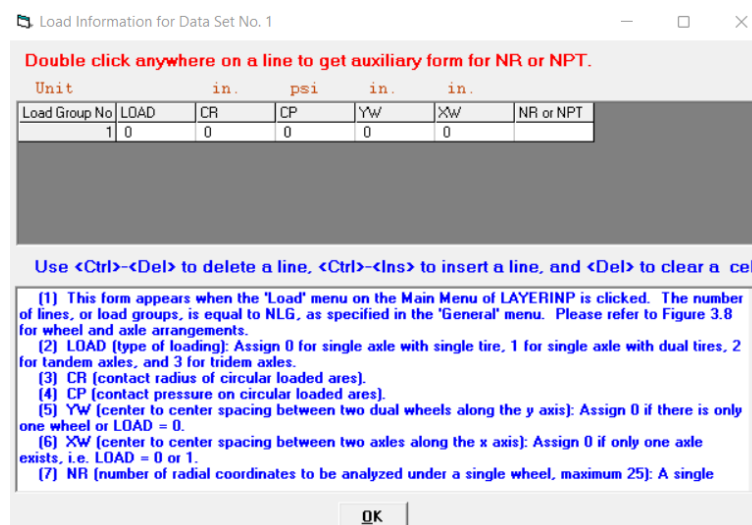 Load Information for Data Set No. 1
Double click anywhere on a line to get auxiliary form for NR or NPT.
Unit in. psi in. in.
Load Group No LOAD CR CP YW XW NR or NPT
1 0 0 0 0 0
Use <Ctrl>-<Del> to delete a line, <Ctrl>-<Ins> to insert a line, and <Del> to clear a cel
(1) This form appears when the 'Load' menu on the Main Menu of LAYERINP is clicked. The number
of lines, or load groups, is equal to NLG, as specified in the 'General' menu. Please refer to Figure 3.8
for wheel and axle arrangements.
(2) LOAD (type of loading): Assign 0 for single axle with single tire, 1 for single axle with dual tires, 2
for tandem axles, and 3 for tridem axles.
(3) CR (contact radius of circular loaded ares).
(4) CP (contact pressure on circular loaded ares).
(5) YW (center to center spacing between two dual wheels along the y axis): Assign 0 if there is only
one wheel or LOAD = 0.
(6) XW (center to center spacing between two axles along the x axis): Assign 0 if only one axle
exists, i.e. LOAD = 0 or 1.
(7) NR (number of radial coordinates to be analyzed under a single wheel, maximum 25): A single
OK